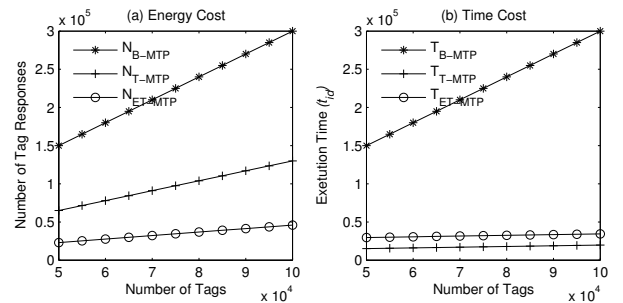 (a) Energy Cost
x 10^5
3
2.5
2
1.5
1
0.5
0
Number of Tag Responses
N_B−MTP
N_T−MTP
N_ET−MTP
5 6 7 8 9 10
Number of Tags
x 10^4
(b) Time Cost
x 10^5
3
2.5
2
1.5
1
0.5
0
Exetution Time (t_id)
T_B−MTP
T_T−MTP
T_ET−MTP
5 6 7 8 9 10
Number of Tags
x 10^4